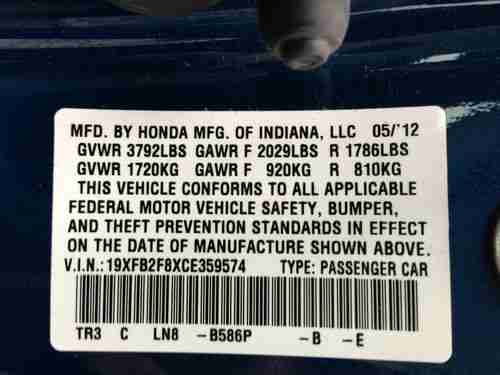 MFD. BY HONDA MFG. OF INDIANA, LLC 05/'12
GVWR 3792LBS GAWR F 2029LBS R 1786LBS
GVWR 1720KG GAWR F 920KG R 810KG
THIS VEHICLE CONFORMS TO ALL APPLICABLE
FEDERAL MOTOR VEHICLE SAFETY, BUMPER,
AND THEFT PREVENTION STANDARDS IN EFFECT
ON THE DATE OF MANUFACTURE SHOWN ABOVE.
V.I.N.:19XFB2F8XCE359574 TYPE: PASSENGER CAR
TR3 C LN8 -B586P -B -E